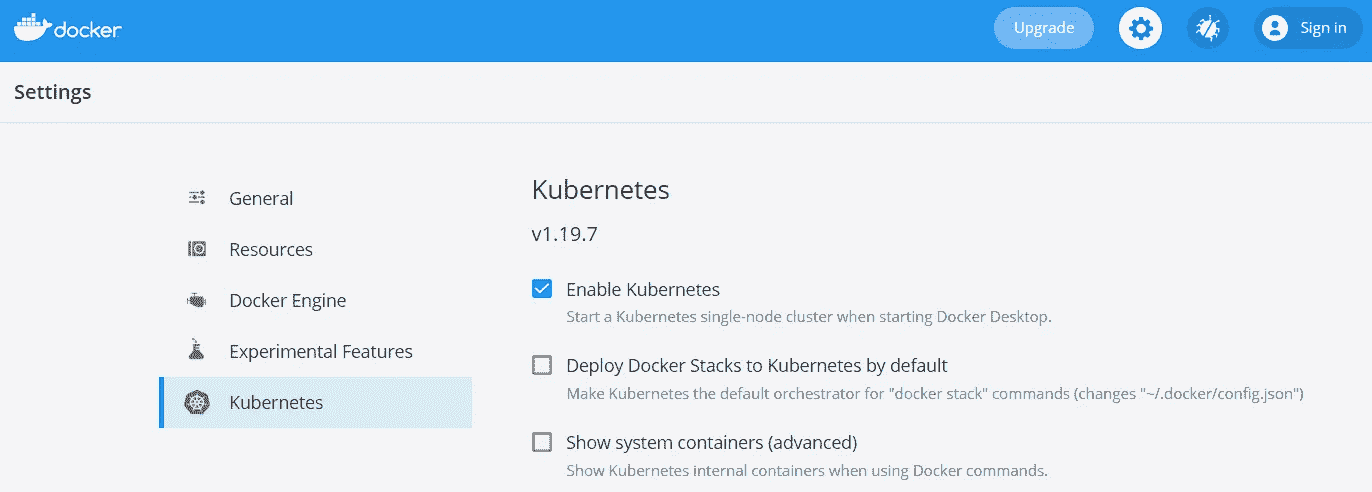 docker
Upgrade
Sign in
Settings
General
Resources
Docker Engine
Experimental Features
Kubernetes
Kubernetes
v1.19.7
Enable Kubernetes
Start a Kubernetes single-node cluster when starting Docker Desktop.
Deploy Docker Stacks to Kubernetes by default
Make Kubernetes the default orchestrator for "docker stack" commands (changes "~/.docker/config.json")
Show system containers (advanced)
Show Kubernetes internal containers when using Docker commands.